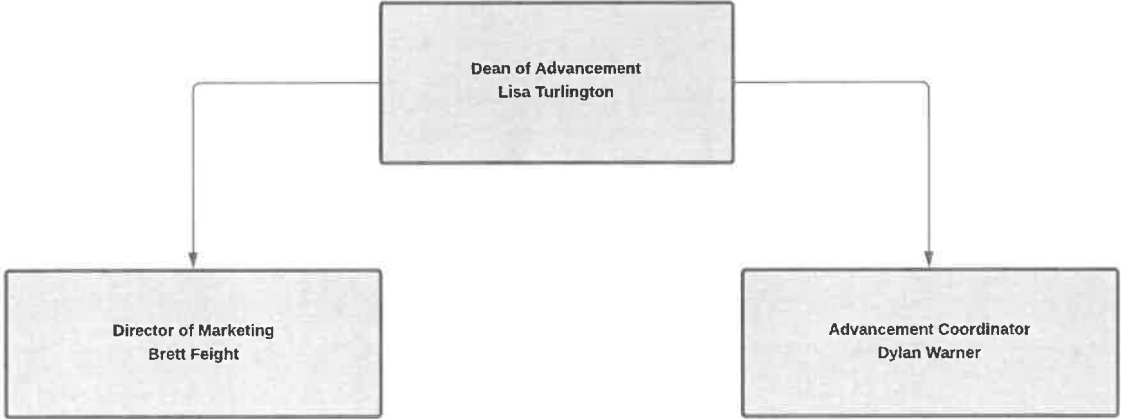 Dean of Advancement
Lisa Turlington
Director of Marketing
Brett Feight
Advancement Coordinator
Dylan Warner